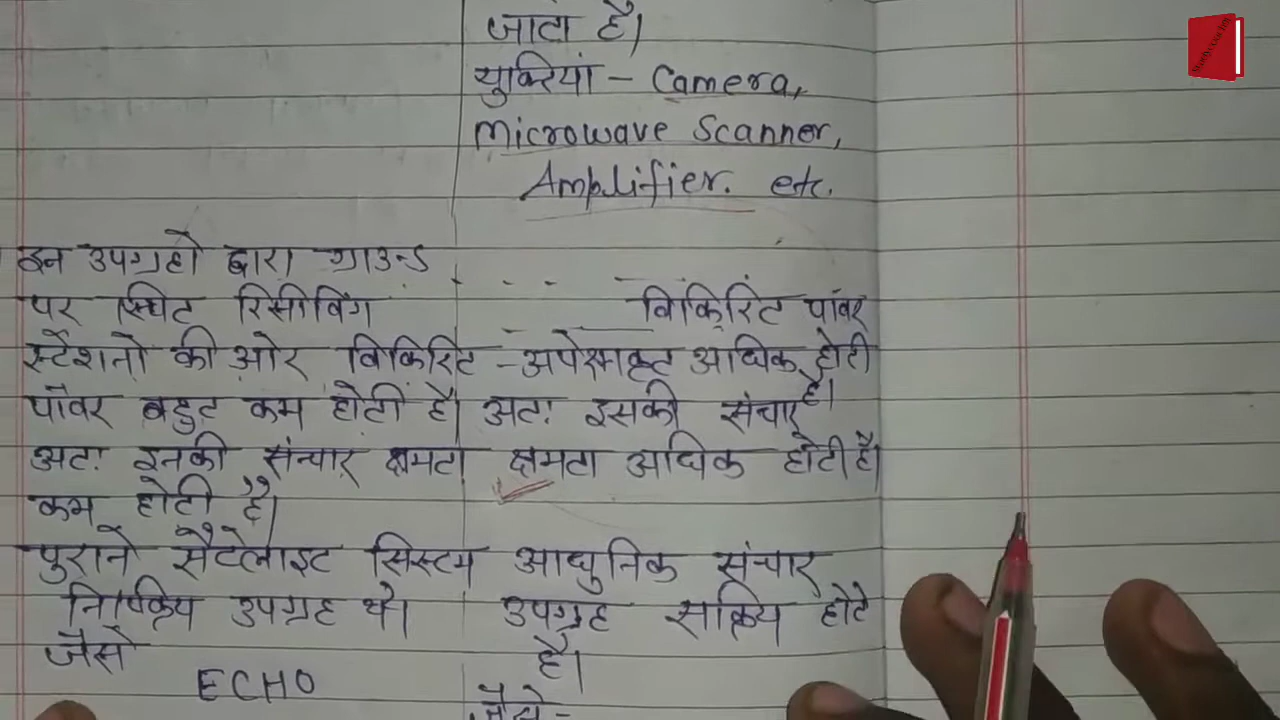 जाता है।
युक्तियां - Camera,
Microwave Scanner,
Amplifier. etc.
इन उपग्रहो द्वारा ग्राउन्ड
पर स्थित रिसीविंग
स्टेशनो की ओर विकिरित
पॉवर बहुत कम होती है।
अतः इनकी संचार क्षमता
कम होती है।
पुराने सैटेलाइट सिस्टम
निष्क्रिय उपग्रह थे।
जैसे
ECHO
विकिरित पॉवर
अपेक्षाकृत अधिक होती
है।
अतः इसकी संचार
क्षमता अधिक होती है।
आधुनिक संचार
उपग्रह सक्रिय होते
है।
जैसे -